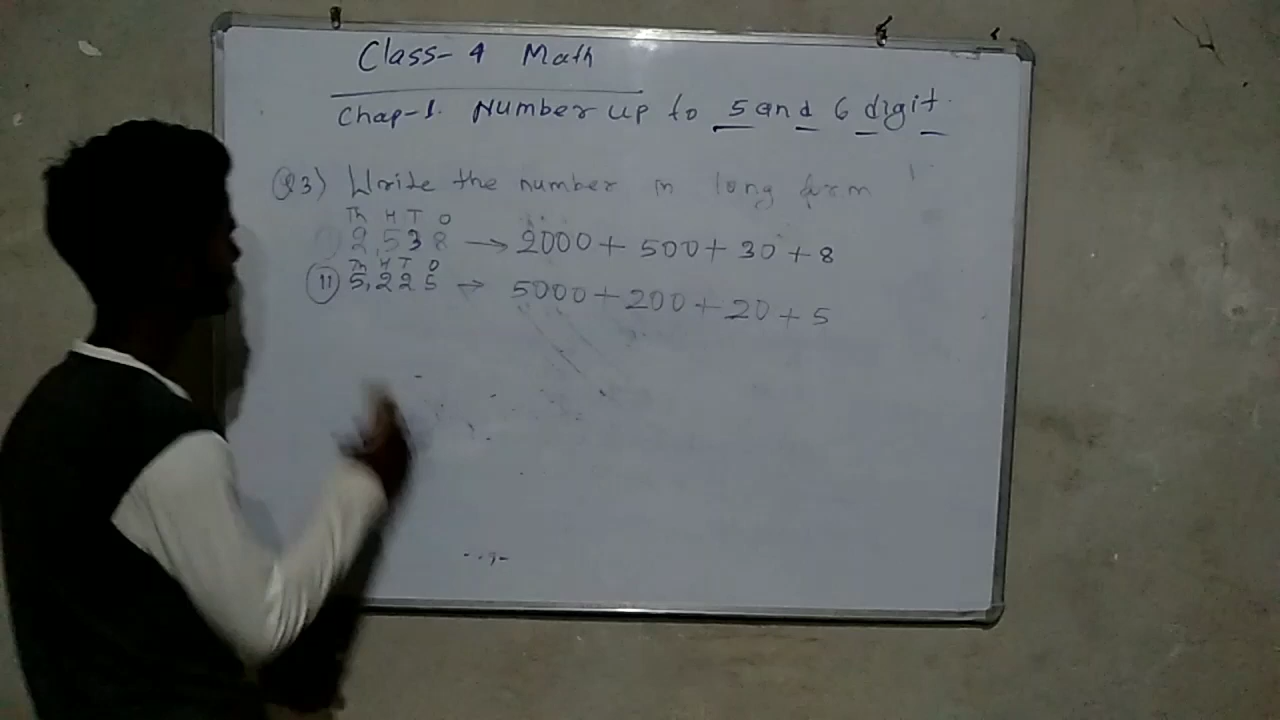 Class-4 Math
Chap-1. Number up to 5 and 6 digit.
Q3) Write the number in long form
Th H T O
2,538 → 2000 + 500 + 30 + 8
Th H T O
(11) 5,225 → 5000 + 200 + 20 + 5